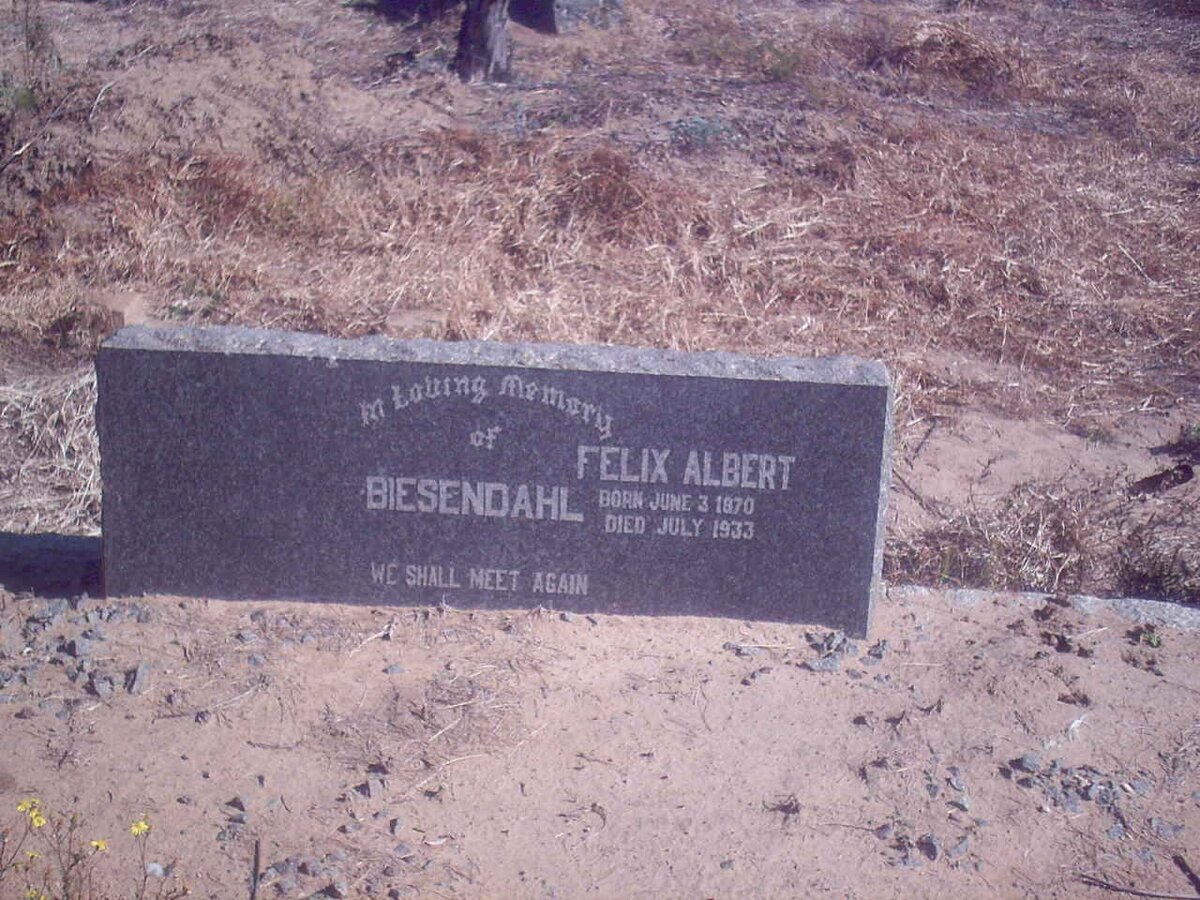 In Loving Memory
of
FELIX ALBERT
BIESENDAHL
BORN JUNE 3 1870
DIED JULY 1933
WE SHALL MEET AGAIN